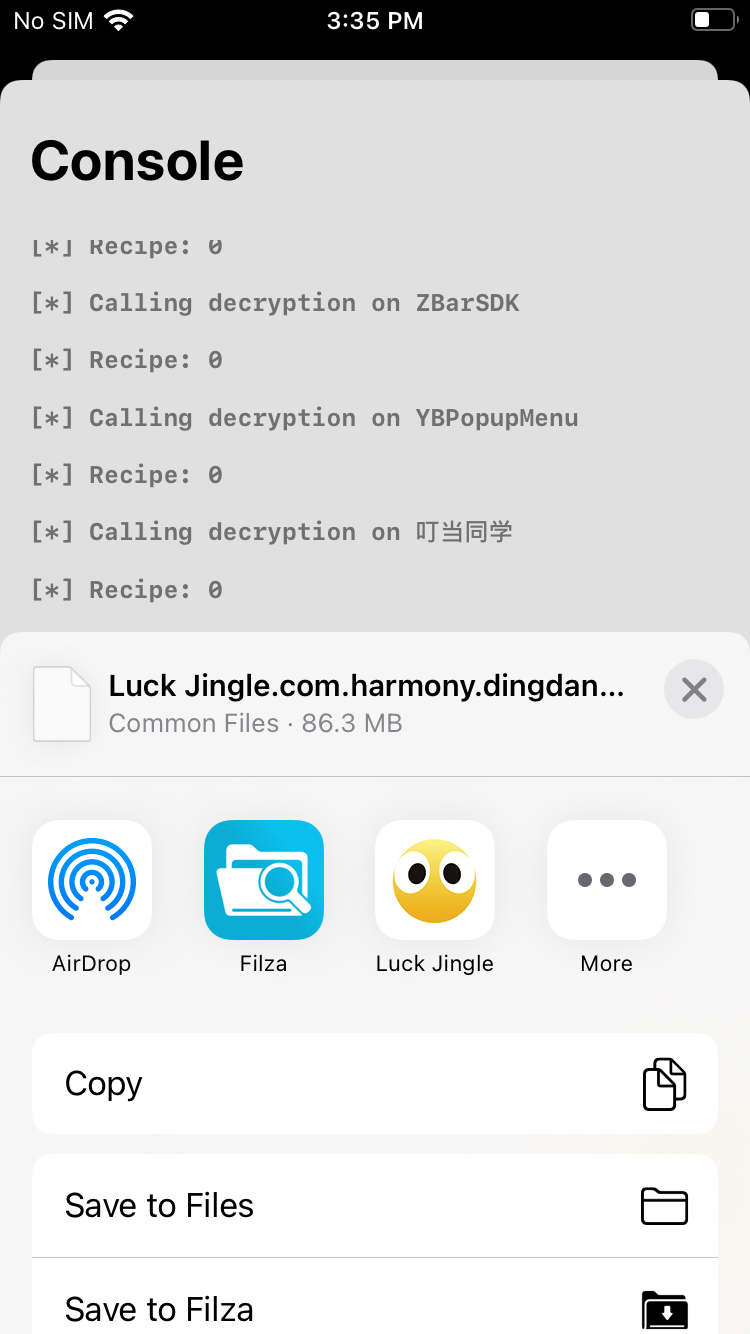 No SIM
3:35 PM
Console
[*] Recipe: 0
[*] Calling decryption on ZBarSDK
[*] Recipe: 0
[*] Calling decryption on YBPopupMenu
[*] Recipe: 0
[*] Calling decryption on 叮当同学
[*] Recipe: 0
Luck Jingle.com.harmony.dingdan...
Common Files · 86.3 MB
AirDrop
Filza
Luck Jingle
More
Copy
Save to Files
Save to Filza